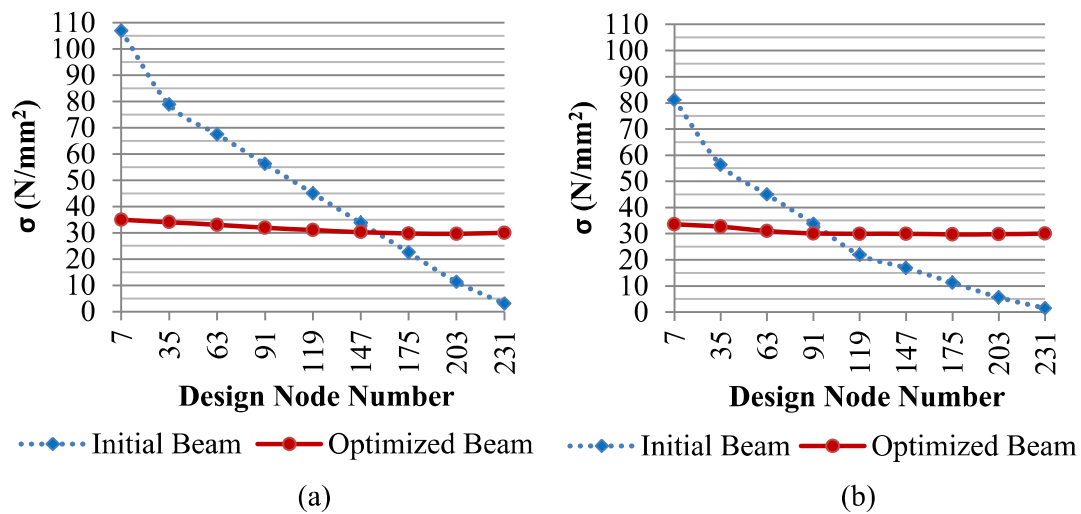 110
100
90
80
70
60
50
40
30
20
10
0
σ (N/mm²)
7 35 63 91 119 147 175 203 231
Design Node Number
Initial Beam Optimized Beam
(a)
110
100
90
80
70
60
50
40
30
20
10
0
σ (N/mm²)
7 35 63 91 119 147 175 203 231
Design Node Number
Initial Beam Optimized Beam
(b)